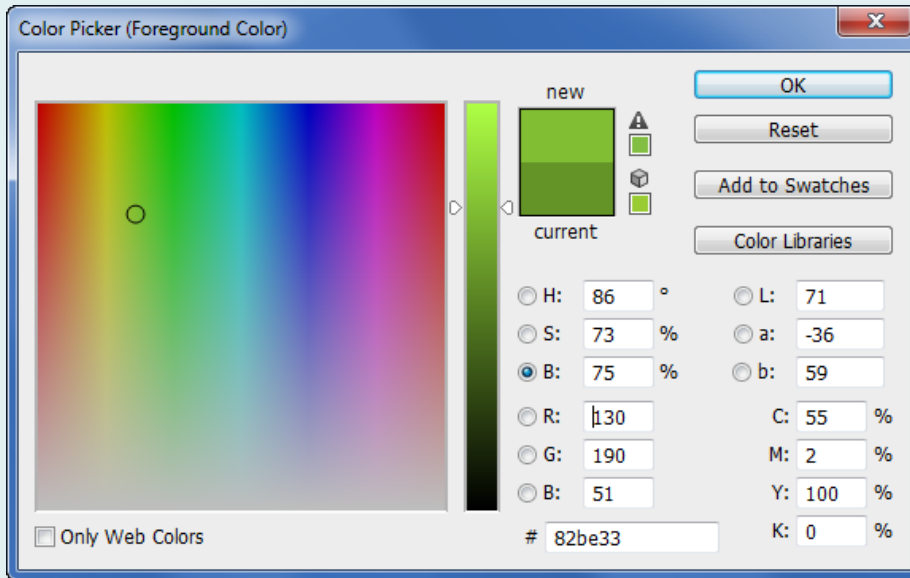 Color Picker (Foreground Color)
new
current
OK
Reset
Add to Swatches
Color Libraries
H: 86 °
S: 73 %
B: 75 %
R: 130
G: 190
B: 51
# 82be33
L: 71
a: -36
b: 59
C: 55 %
M: 2 %
Y: 100 %
K: 0 %
Only Web Colors